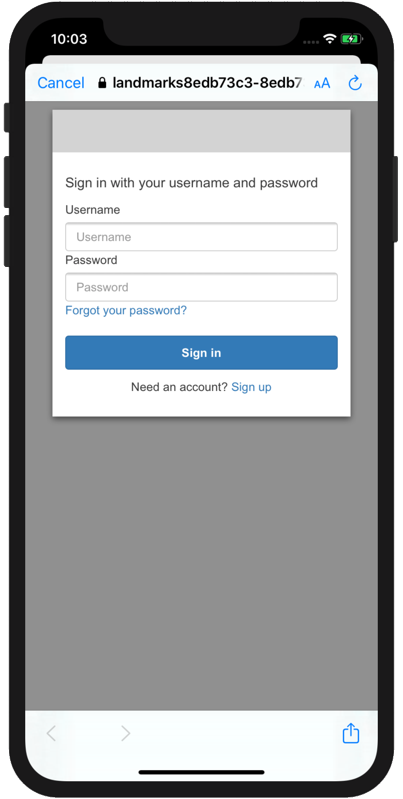 10:03
Cancel landmarks8edb73c3-8edb7 AA
Sign in with your username and password
Username
Username
Password
Password
Forgot your password?
Sign in
Need an account? Sign up